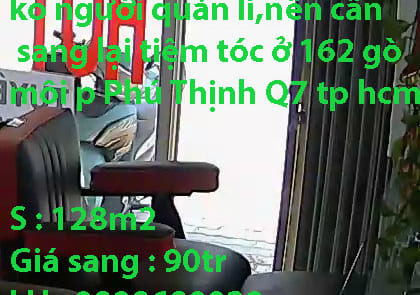 ko người quản lí,nên cần
sang lại tiệm tóc ở 162 gò
môi p Phú Thịnh Q7 tp hcm
S : 128m2
Giá sang : 90tr